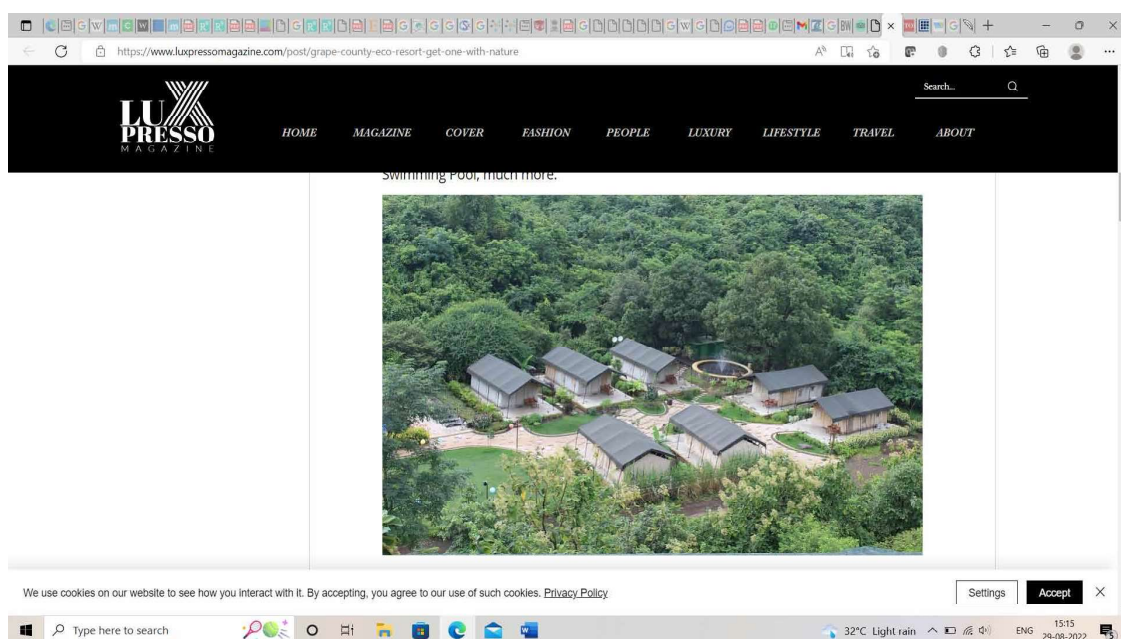 https://www.luxpressomagazine.com/post/grape-county-eco-resort-get-one-with-nature
Search...
LUX
PRESSO
MAGAZINE
HOME MAGAZINE COVER FASHION PEOPLE LUXURY LIFESTYLE TRAVEL ABOUT
Swimming Pool, much more.
We use cookies on our website to see how you interact with it. By accepting, you agree to our use of such cookies. Privacy Policy
Settings Accept
Type here to search
32°C Light rain
ENG
15:15
29-08-2022